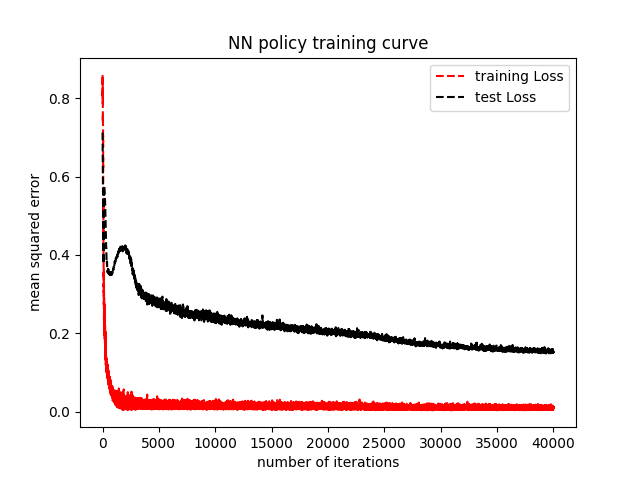 NN policy training curve
training Loss
test Loss
mean squared error
0.8
0.6
0.4
0.2
0.0
0 5000 10000 15000 20000 25000 30000 35000 40000
number of iterations